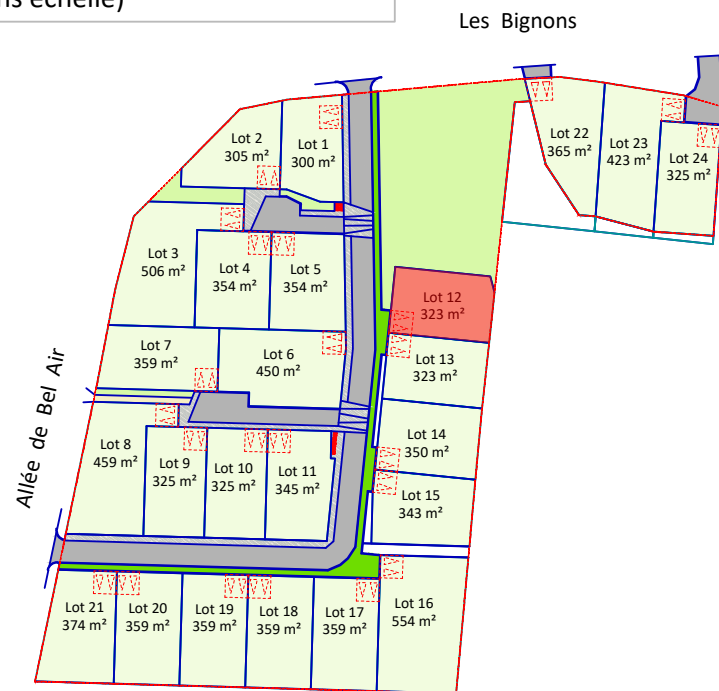 ns échelle)
Les Bignons
Lot 2
305 m²
Lot 1
300 m²
Lot 22
365 m²
Lot 23
423 m²
Lot 24
325 m²
Lot 3
506 m²
Lot 4
354 m²
Lot 5
354 m²
Lot 12
323 m²
Lot 7
359 m²
Lot 6
450 m²
Lot 13
323 m²
Allée de Bel Air
Lot 8
459 m²
Lot 9
325 m²
Lot 10
325 m²
Lot 11
345 m²
Lot 14
350 m²
Lot 15
343 m²
Lot 21
374 m²
Lot 20
359 m²
Lot 19
359 m²
Lot 18
359 m²
Lot 17
359 m²
Lot 16
554 m²